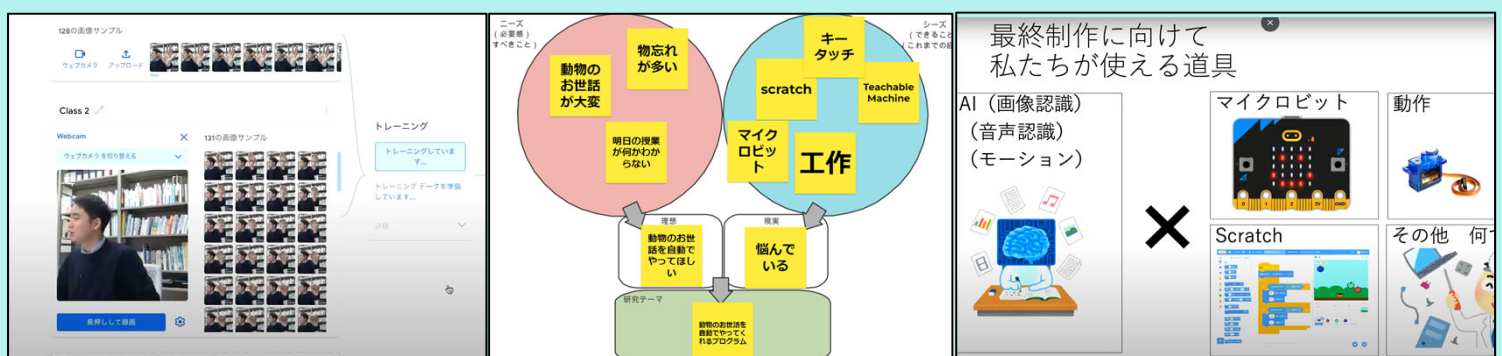 128の画像サンプル
ウェブカメラ
アップロード
Class 2
Webcam
131の画像サンプル
ウェブカメラ を切り替える
長押しして録画
トレーニング
トレーニングしていま
す...
トレーニング データを準備
しています...
詳細
ニーズ
(必要感)
すべきこと)
動物の
お世話
が大変
物忘れ
が多い
明日の授業
が何かわか
らない
シーズ
(できること
(これまでの
キー
タッチ
scratch
Teachable
Machine
マイク
ロビッ
ト
工作
理想
動物のお世
話を自動で
やってほし
い
現実
悩んで
いる
研究テーマ
動物のお世話を
自動でやってく
れるプログラム
最終制作に向けて
私たちが使える道具
AI(画像認識)
(音声認識)
(モーション)
マイクロビット
0 1 2 3V GND
動作
Scratch
その他 何